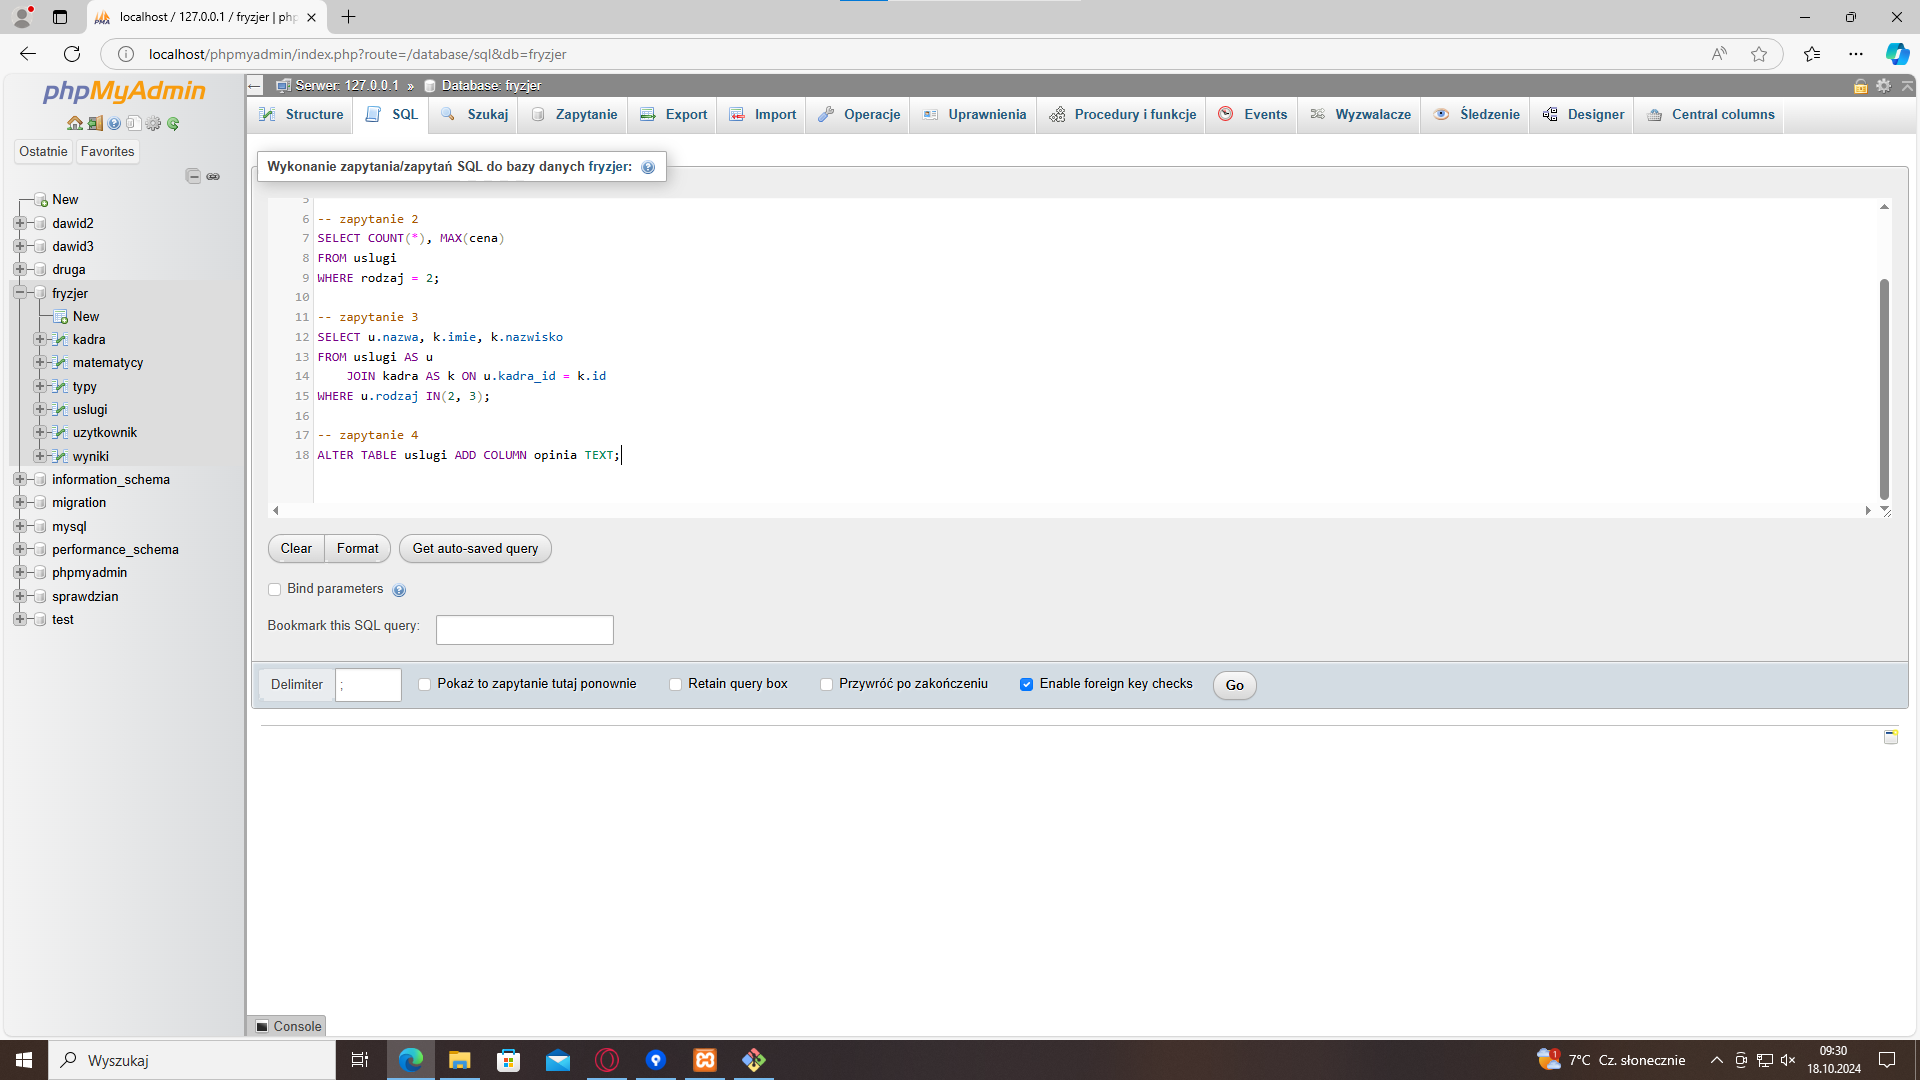 localhost / 127.0.0.1 / fryzjer | php
localhost/phpmyadmin/index.php?route=/database/sql&db=fryzjer
phpMyAdmin
Ostatnie
Favorites
New
dawid2
dawid3
druga
fryzjer
New
kadra
matematycy
typy
uslugi
uzytkownik
wyniki
information_schema
migration
mysql
performance_schema
phpmyadmin
sprawdzian
test
Serwer: 127.0.0.1 » Database: fryzjer
Structure SQL Szukaj Zapytanie Export Import Operacje Uprawnienia Procedury i funkcje Events Wyzwalacze Śledzenie Designer Central columns
Wykonanie zapytania/zapytań SQL do bazy danych fryzjer:
5
6 -- zapytanie 2
7 SELECT COUNT(*), MAX(cena)
8 FROM uslugi
9 WHERE rodzaj = 2;
10
11 -- zapytanie 3
12 SELECT u.nazwa, k.imie, k.nazwisko
13 FROM uslugi AS u
14     JOIN kadra AS k ON u.kadra_id = k.id
15 WHERE u.rodzaj IN(2, 3);
16
17 -- zapytanie 4
18 ALTER TABLE uslugi ADD COLUMN opinia TEXT;
Clear Format Get auto-saved query
Bind parameters
Bookmark this SQL query:
Delimiter ; Pokaż to zapytanie tutaj ponownie Retain query box Przywróć po zakończeniu Enable foreign key checks Go
Console
Wyszukaj
1
7°C Cz. słonecznie
09:30
18.10.2024